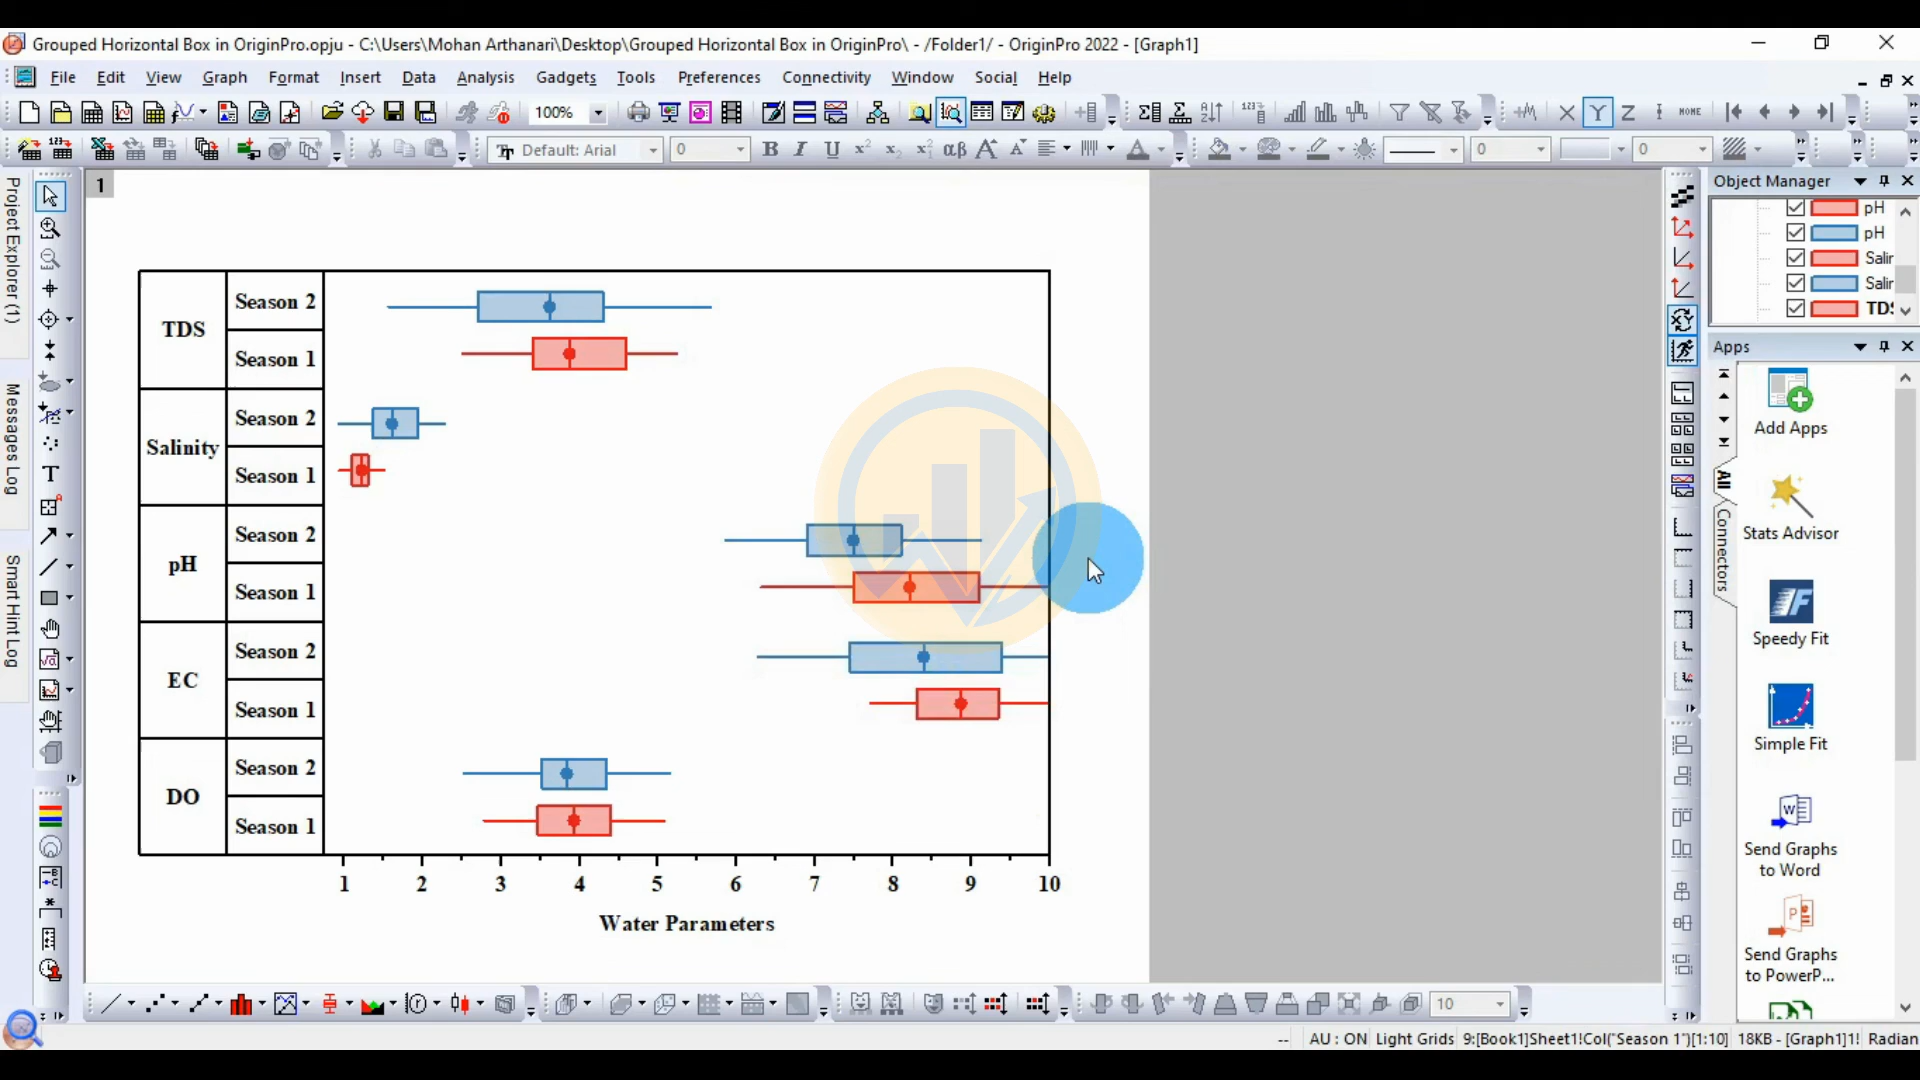 Grouped Horizontal Box in OriginPro.opju - C:\Users\Mohan Arthanari\Desktop\Grouped Horizontal Box in OriginPro\ - /Folder1/ - OriginPro 2022 - [Graph1]
File Edit View Graph Format Insert Data Analysis Gadgets Tools Preferences Connectivity Window Social Help
100%
Y Z HOME
Default: Arial 0 B I U αβ A 0 0
Project Explorer (1)
Messages Log
Smart Hint Log
1
Object Manager
pH
pH
Salir
Salir
TDS
Apps
All
Connectors
Add Apps
Stats Advisor
Speedy Fit
Simple Fit
Send Graphs
to Word
Send Graphs
to PowerP...
TDS
Season 2
Season 1
Salinity
Season 2
Season 1
pH
Season 2
Season 1
EC
Season 2
Season 1
DO
Season 2
Season 1
1 2 3 4 5 6 7 8 9 10
Water Parameters
10
-- AU : ON Light Grids 9:[Book1]Sheet1!Col("Season 1")[1:10] 18KB - [Graph1]1! Radian